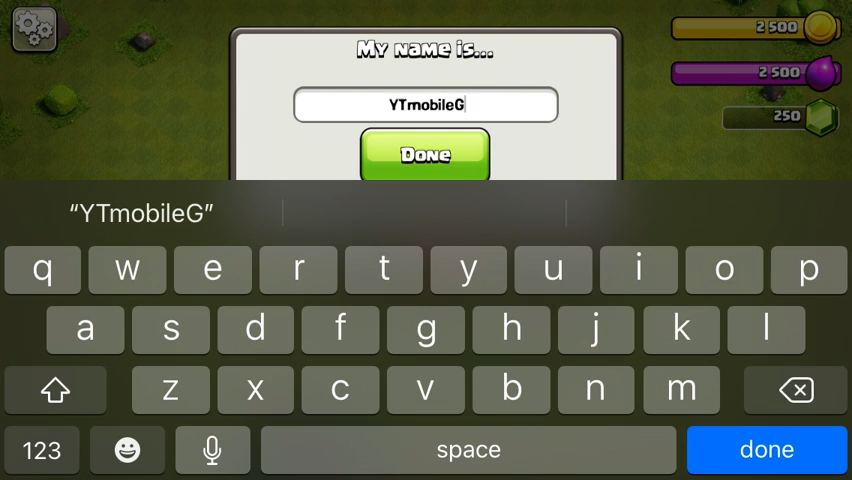 My name is...
2 500
YTmobileG
2 500
Done
250
“YTmobileG”
q w e r t y u i o p
a s d f g h j k l
z x c v b n m
123 space done